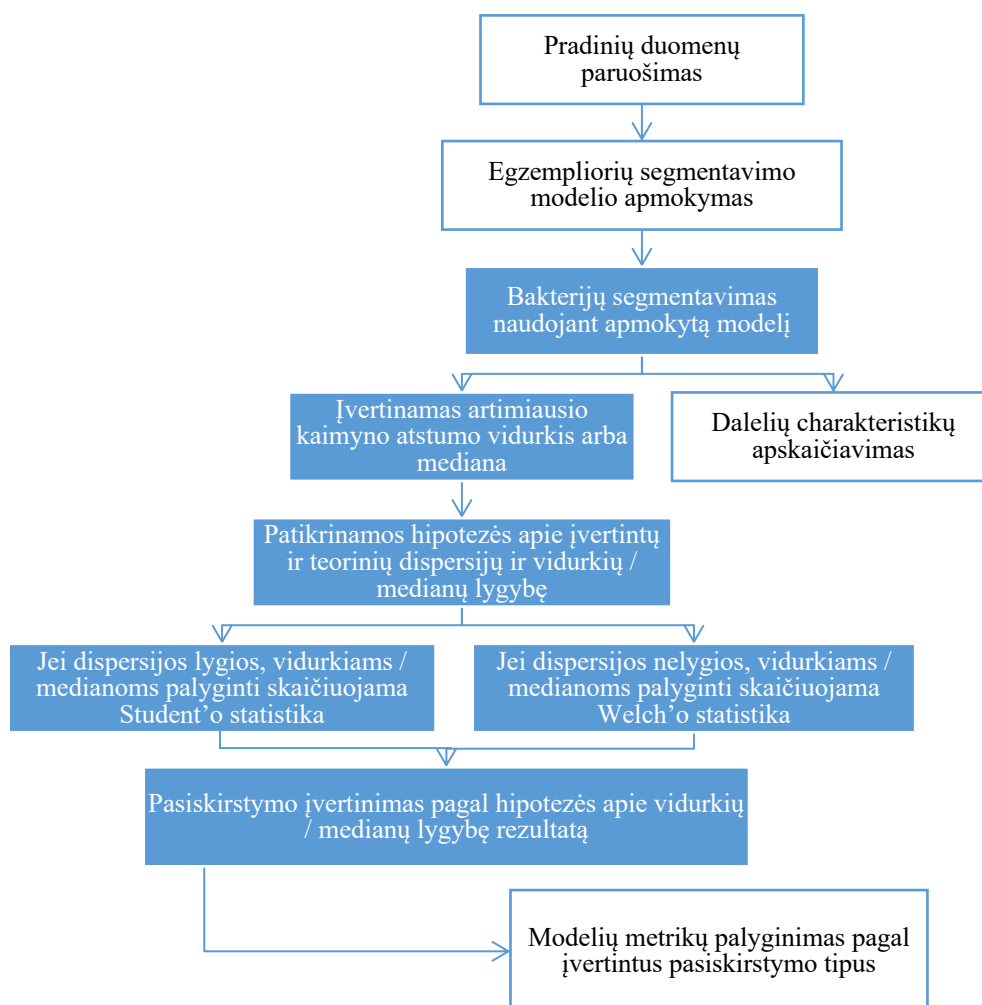 Pradinių duomenų
paruošimas
Egzempliorių segmentavimo
modelio apmokymas
Bakterijų segmentavimas
naudojant apmokytą modelį
Įvertinamas artimiausio
kaimyno atstumo vidurkis arba
mediana
Dalelių charakteristikų
apskaičiavimas
Patikrinamos hipotezės apie įvertintų
ir teorinių dispersijų ir vidurkių /
medianų lygybę
Jei dispersijos lygios, vidurkiams /
medianoms palyginti skaičiuojama
Student’o statistika
Jei dispersijos nelygios, vidurkiams /
medianoms palyginti skaičiuojama
Welch’o statistika
Pasiskirstymo įvertinimas pagal hipotezės apie vidurkių
/ medianų lygybę rezultatą
Modelių metrikų palyginimas pagal
įvertintus pasiskirstymo tipus